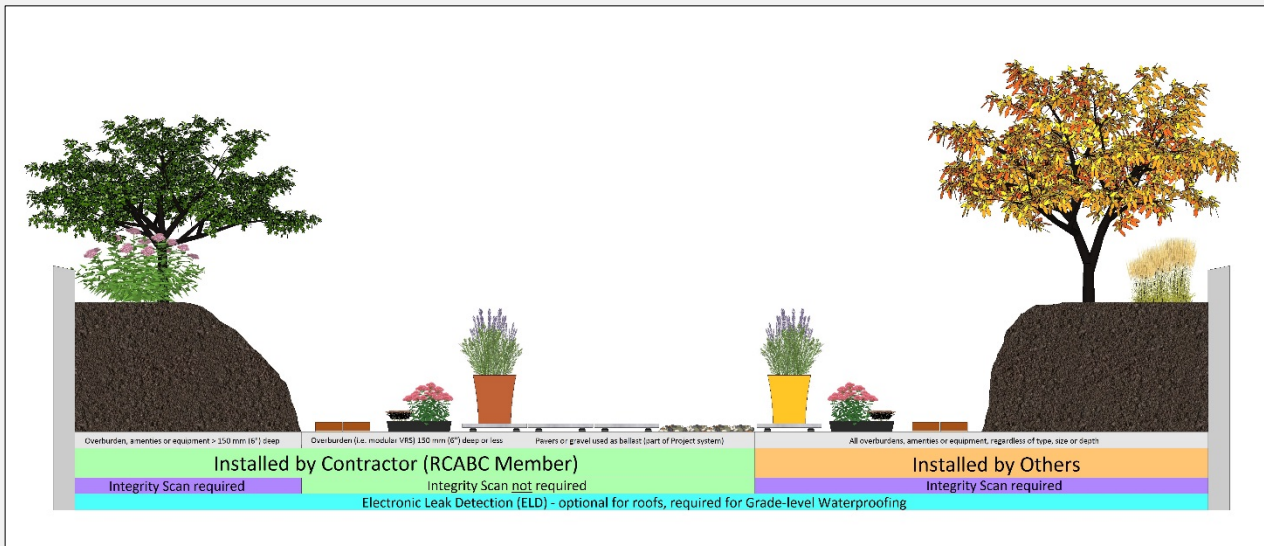 Overburden, amenities or equipment > 150 mm (6") deep
Overburden (i.e. modular VRS) 150 mm (6") deep or less
Pavers or gravel used as ballast (part of Project system)
All overburdens, amenities or equipment, regardless of type, size or depth
Installed by Contractor (RCABC Member)
Installed by Others
Integrity Scan required
Integrity Scan not required
Integrity Scan required
Electronic Leak Detection (ELD) - optional for roofs, required for Grade-level Waterproofing